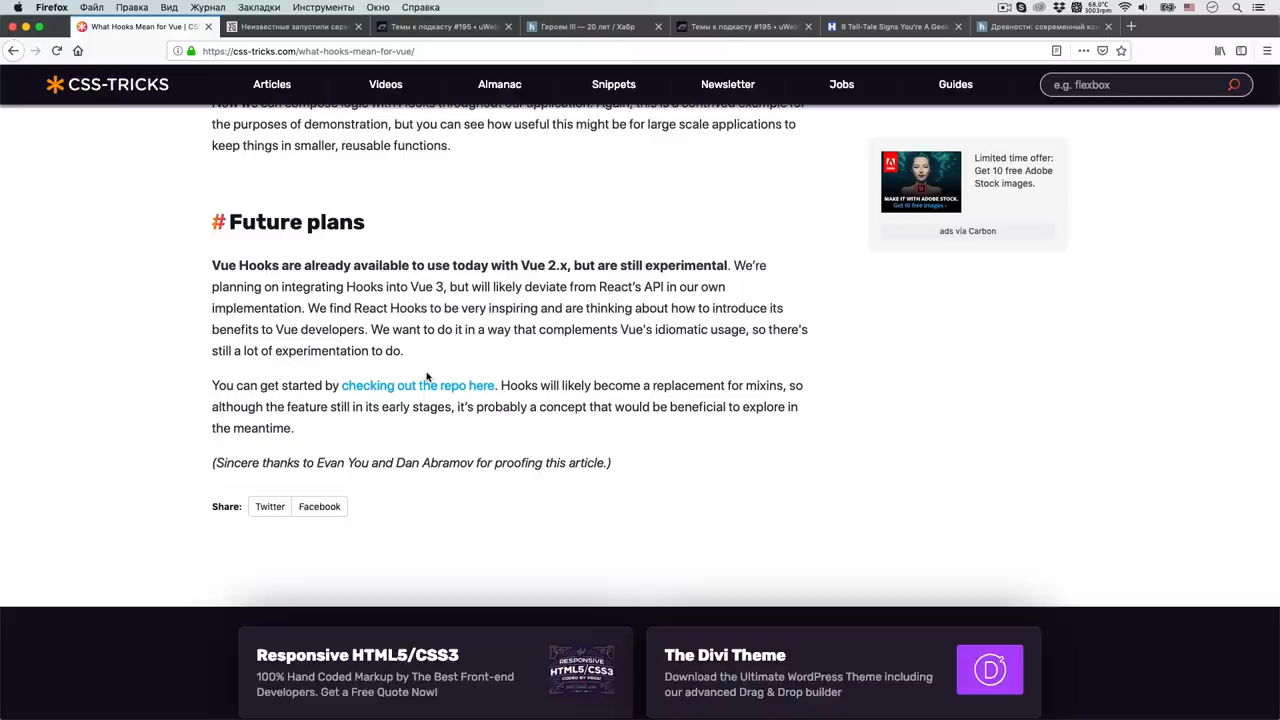 Firefox Файл Правка Вид Журнал Закладки Инструменты Окно Справка
68.0°C
3003rpm
What Hooks Mean for Vue | CS
Неизвестные запустили серв
Темы к подкасту #195 • uWeb
Героям III — 20 лет / Хабр
Темы к подкасту #195 • uWeb
8 Tell-Tale Signs You're A Geek
Древности: современный ко
https://css-tricks.com/what-hooks-mean-for-vue/
CSS-TRICKS
Articles Videos Almanac Snippets Newsletter Jobs Guides
e.g. flexbox
Now we can compose logic with Hooks throughout our application. Again, this is a contrived example for
the purposes of demonstration, but you can see how useful this might be for large scale applications to
keep things in smaller, reusable functions.
Limited time offer:
Get 10 free Adobe
Stock images.
MAKE IT WITH ADOBE STOCK.
Get 10 free images ›
ads via Carbon
# Future plans
Vue Hooks are already available to use today with Vue 2.x, but are still experimental. We’re
planning on integrating Hooks into Vue 3, but will likely deviate from React’s API in our own
implementation. We find React Hooks to be very inspiring and are thinking about how to introduce its
benefits to Vue developers. We want to do it in a way that complements Vue's idiomatic usage, so there's
still a lot of experimentation to do.
You can get started by checking out the repo here. Hooks will likely become a replacement for mixins, so
although the feature still in its early stages, it’s probably a concept that would be beneficial to explore in
the meantime.
(Sincere thanks to Evan You and Dan Abramov for proofing this article.)
Share: Twitter Facebook
Responsive HTML5/CSS3
100% Hand Coded Markup by The Best Front-end
Developers. Get a Free Quote Now!
RESPONSIVE
HTML5/CSS3
The Divi Theme
Download the Ultimate WordPress Theme including
our advanced Drag & Drop builder
D